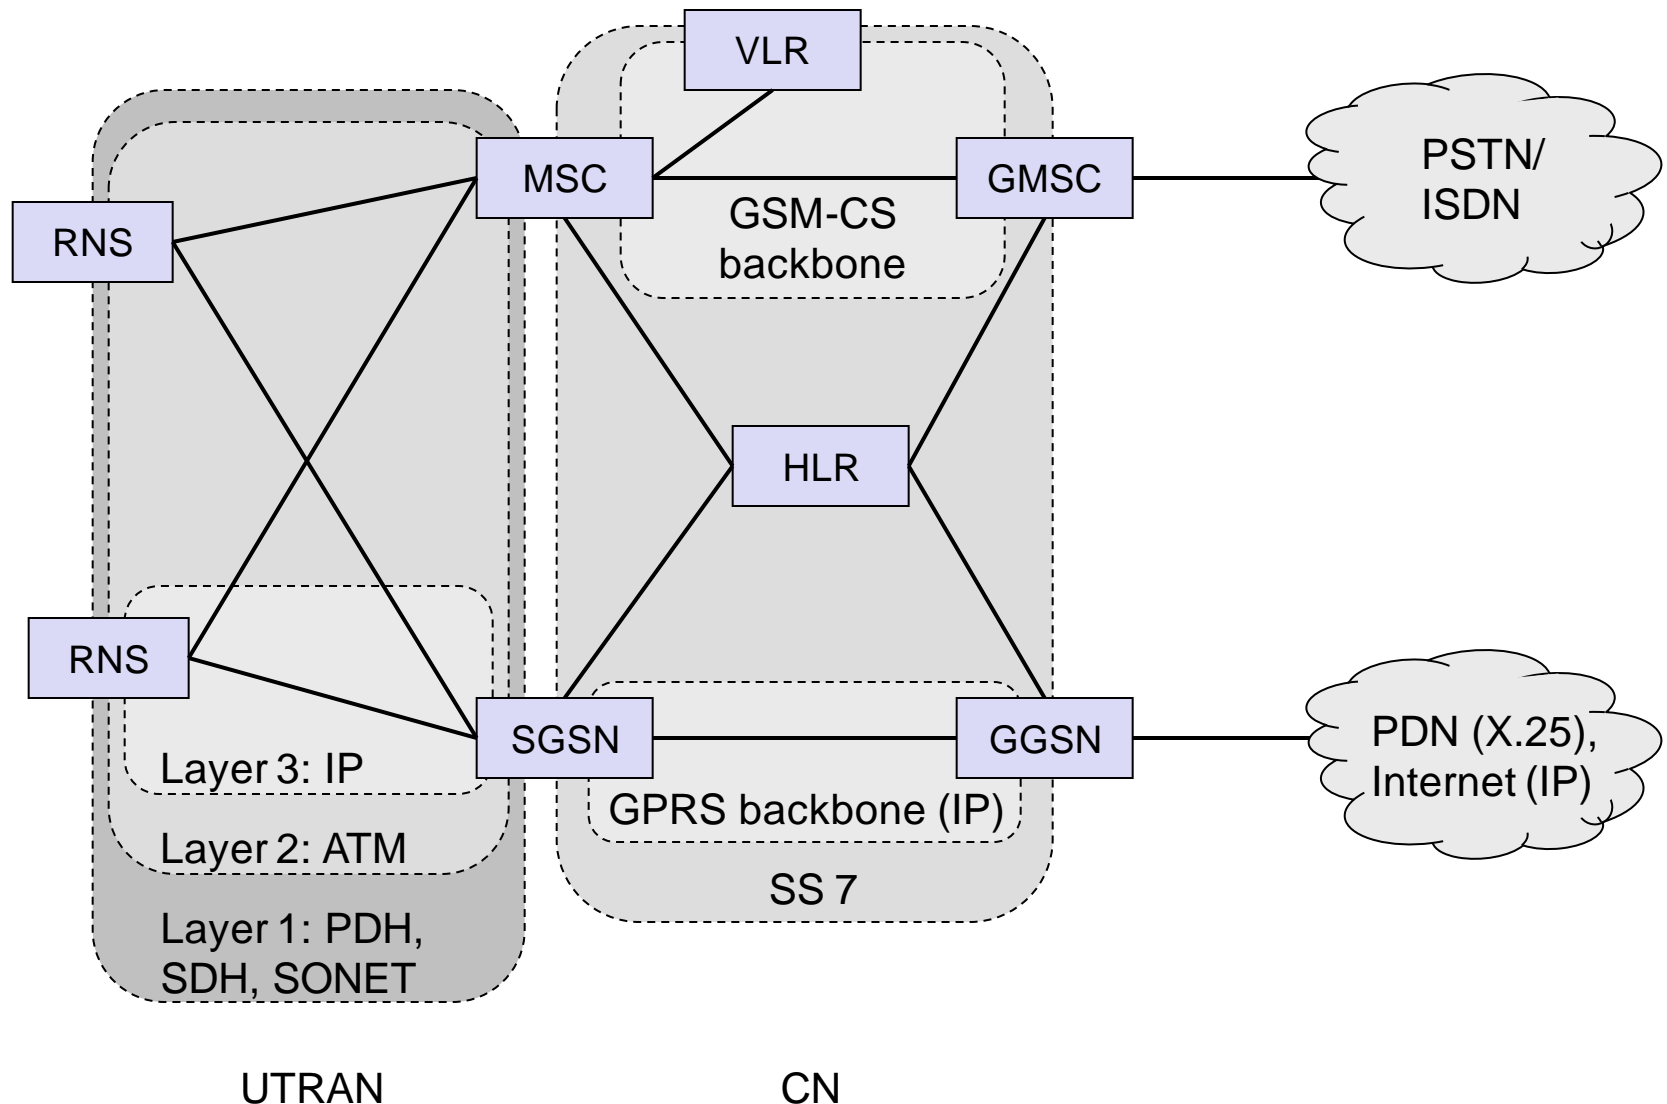 VLR
MSC
GMSC
PSTN/
ISDN
GSM-CS
backbone
RNS
HLR
RNS
SGSN
GGSN
PDN (X.25),
Internet (IP)
Layer 3: IP
GPRS backbone (IP)
Layer 2: ATM
SS 7
Layer 1: PDH,
SDH, SONET
UTRAN
CN